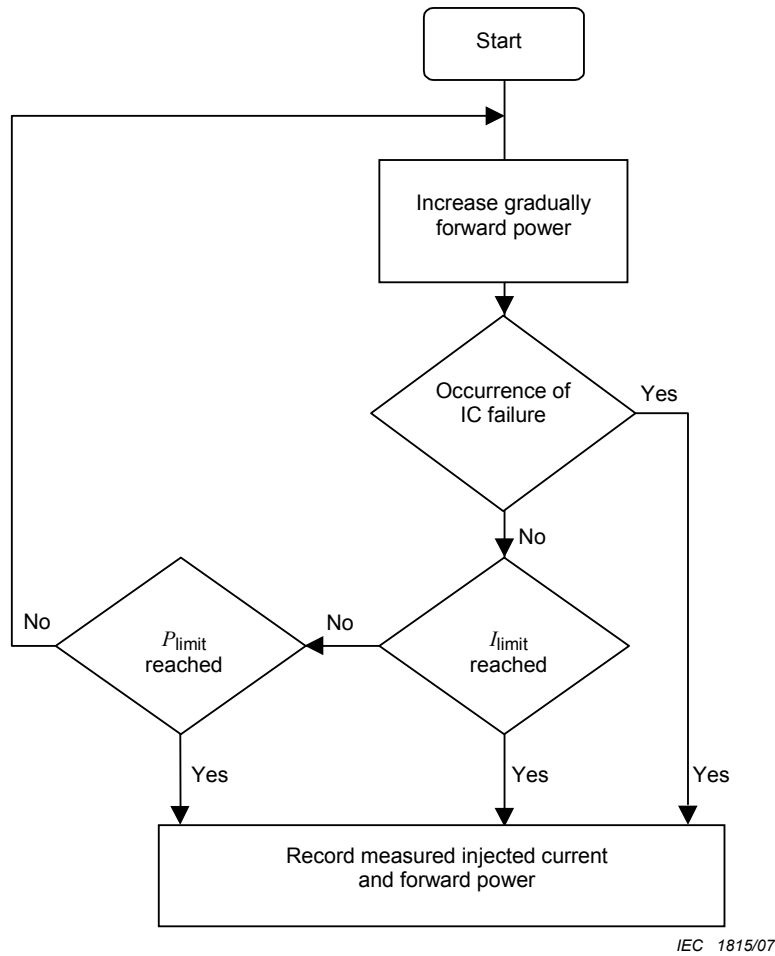 Start
Increase gradually
forward power
Occurrence of
IC failure
Yes
No
No
No
Plimit
reached
Ilimit
reached
Yes
Yes
Yes
Record measured injected current
and forward power
IEC 1815/07